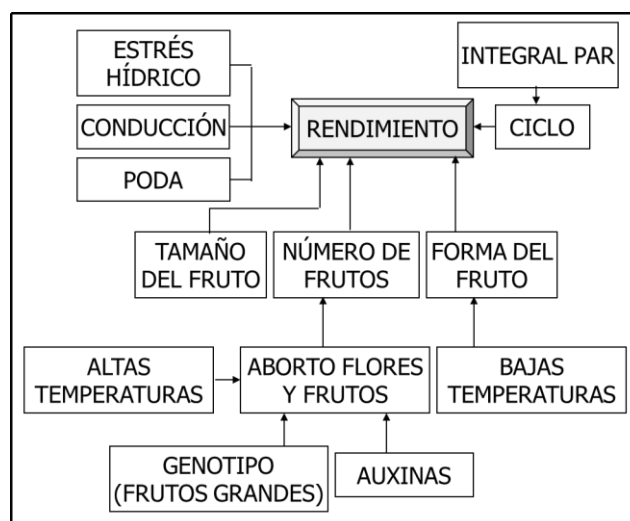 ESTRÉS
HÍDRICO
INTEGRAL PAR
CONDUCCIÓN
RENDIMIENTO
CICLO
PODA
TAMAÑO
DEL FRUTO
NÚMERO DE
FRUTOS
FORMA DEL
FRUTO
ALTAS
TEMPERATURAS
ABORTO FLORES
Y FRUTOS
BAJAS
TEMPERATURAS
GENOTIPO
(FRUTOS GRANDES)
AUXINAS